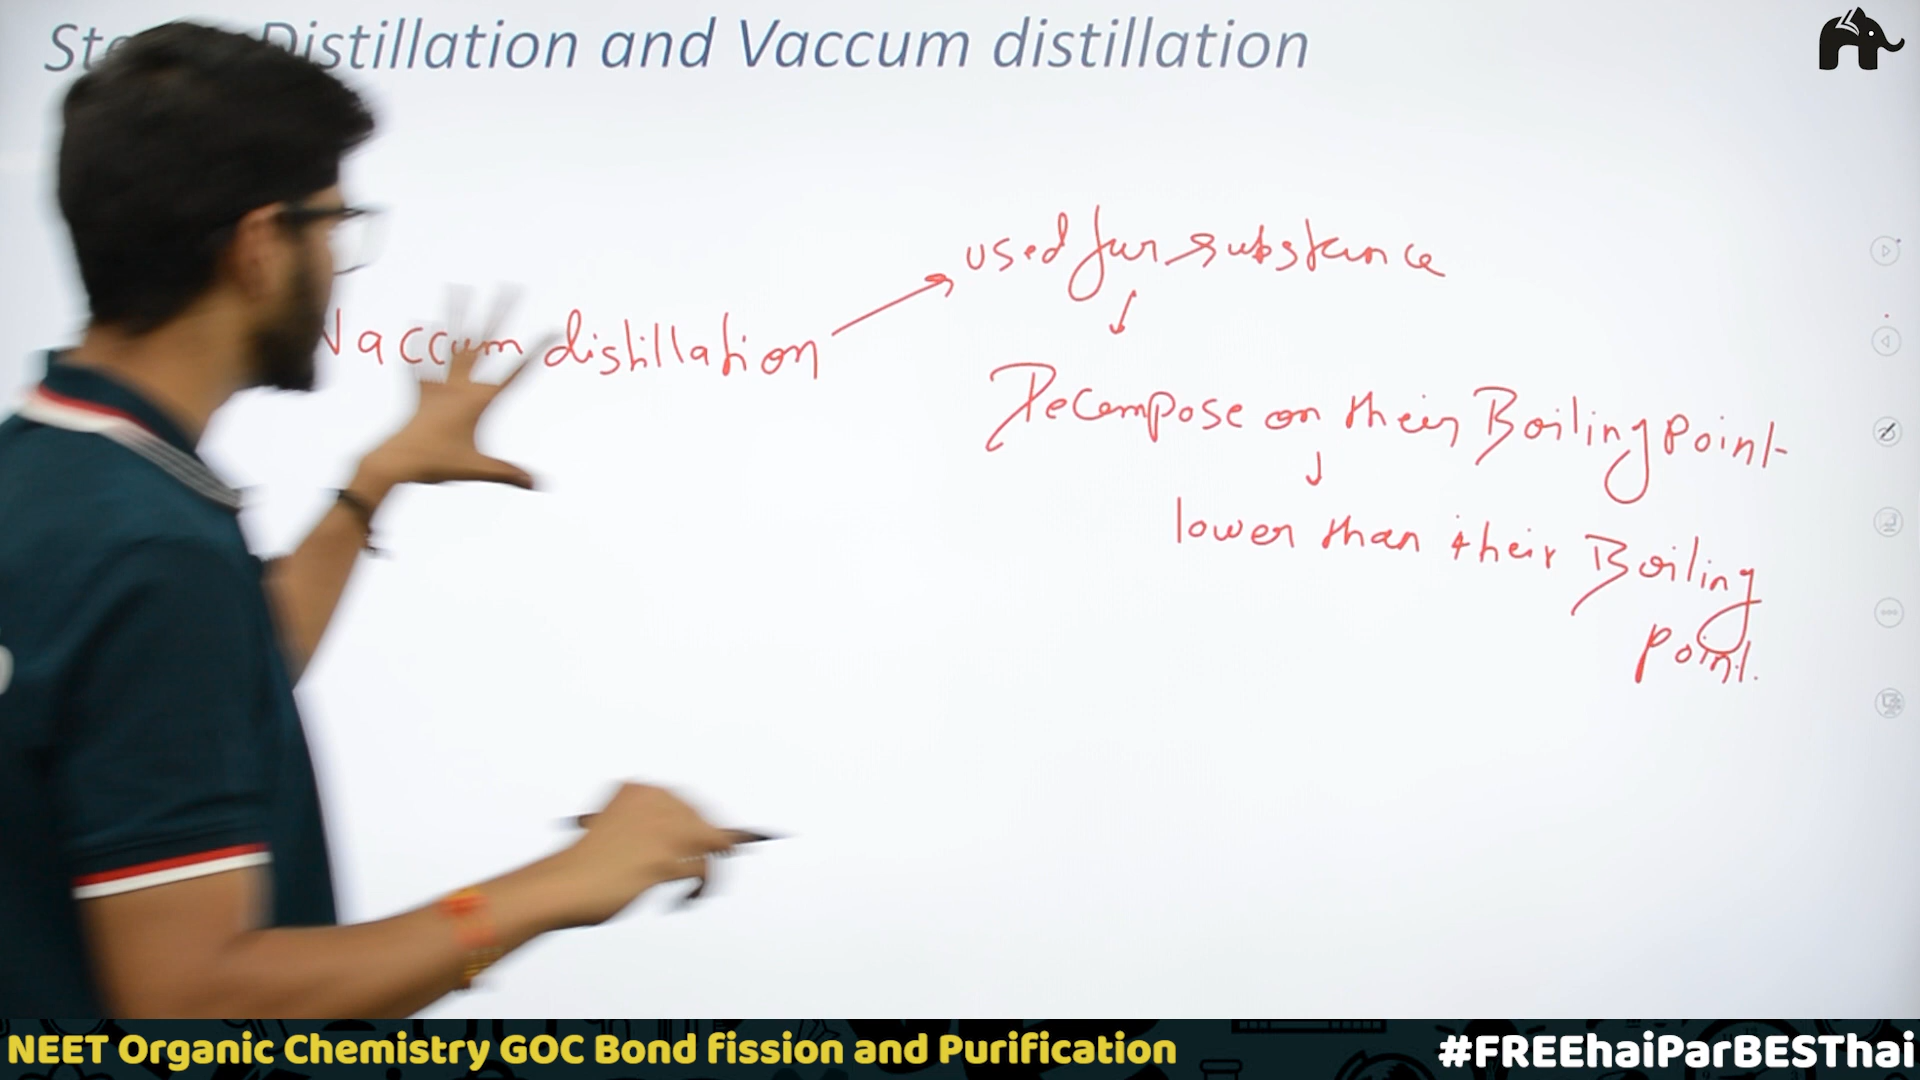 Distillation and Vaccum distillation
used for substance
Vaccum distillation
Decompose on their Boiling point
lower than their Boiling
point.
NEET Organic Chemistry GOC Bond fission and Purification
#FREEhaiParBESThai